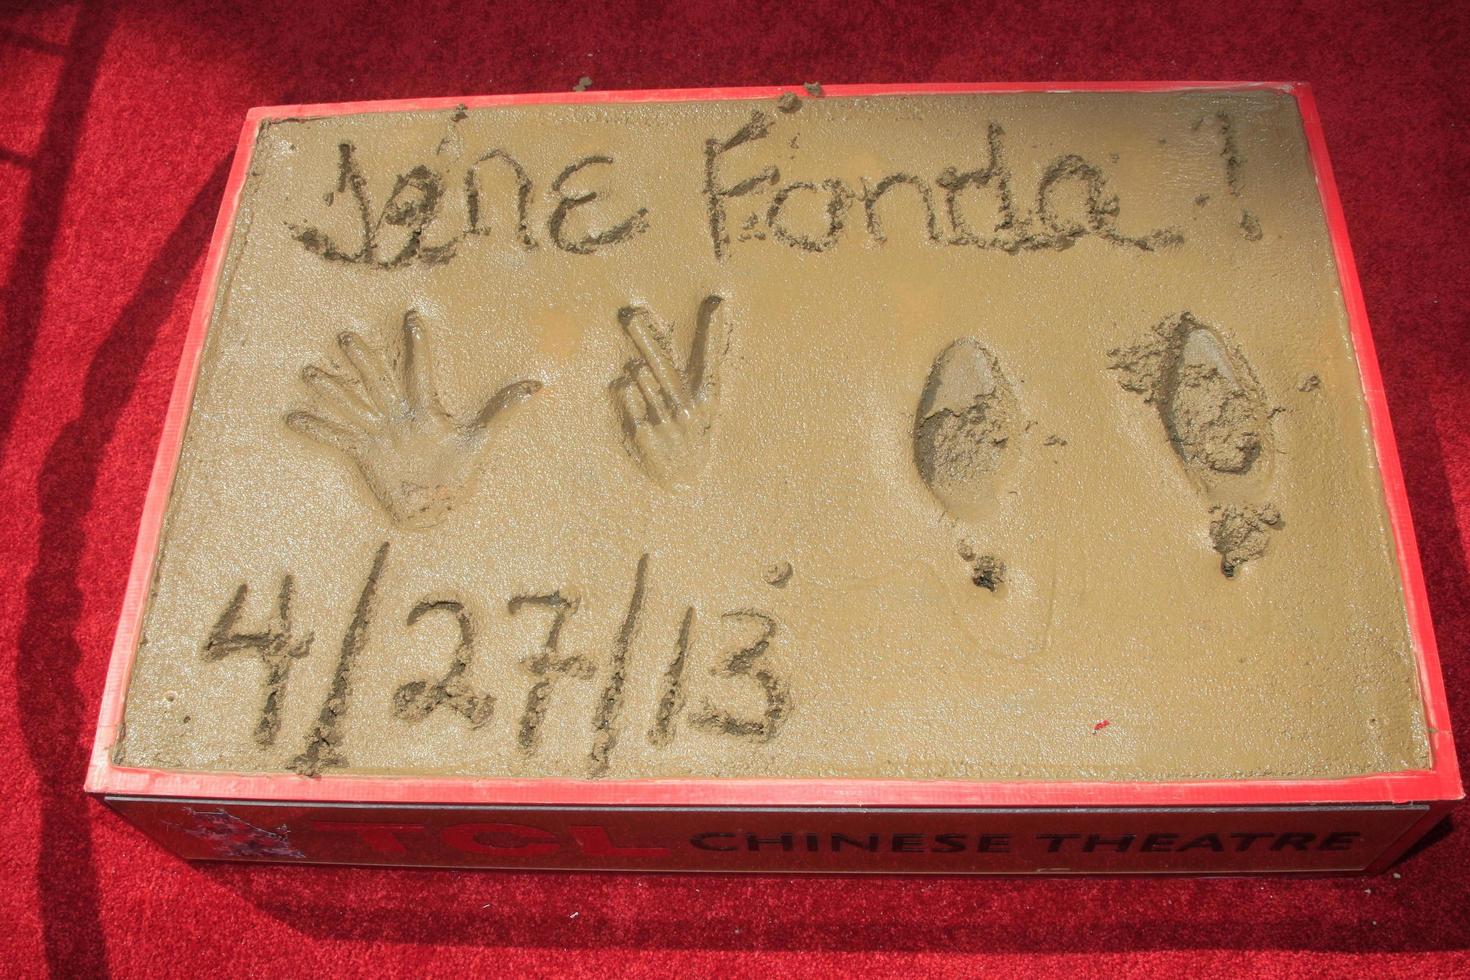 Jane Fonda!
4/27/13
TCL CHINESE THEATRE